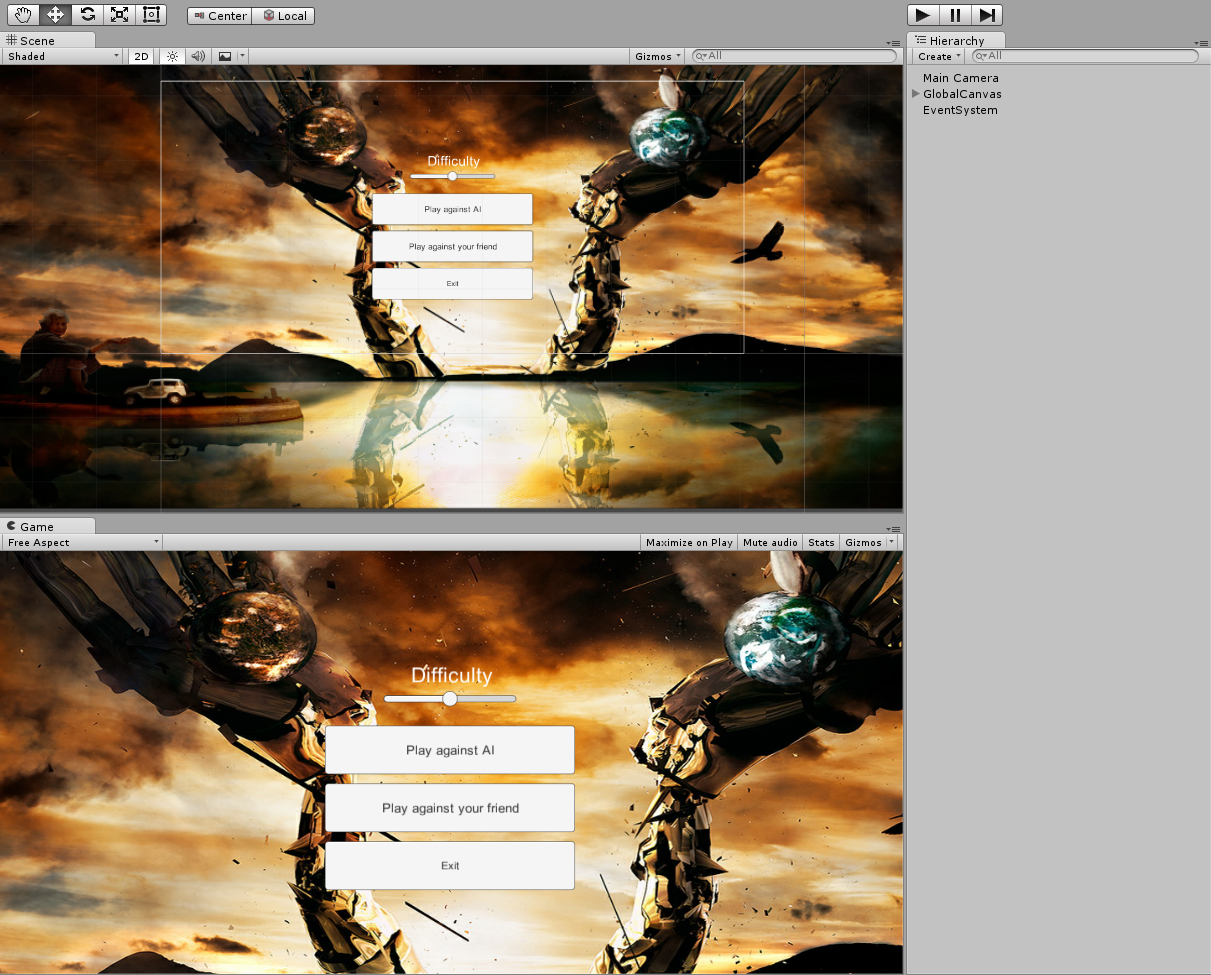 Center Local
Scene
Shaded 2D Gizmos All
Difficulty
Play against AI
Play against your friend
Exit
Game
Free Aspect Maximize on Play Mute audio Stats Gizmos
Difficulty
Play against AI
Play against your friend
Exit
Hierarchy
Create All
Main Camera
GlobalCanvas
EventSystem